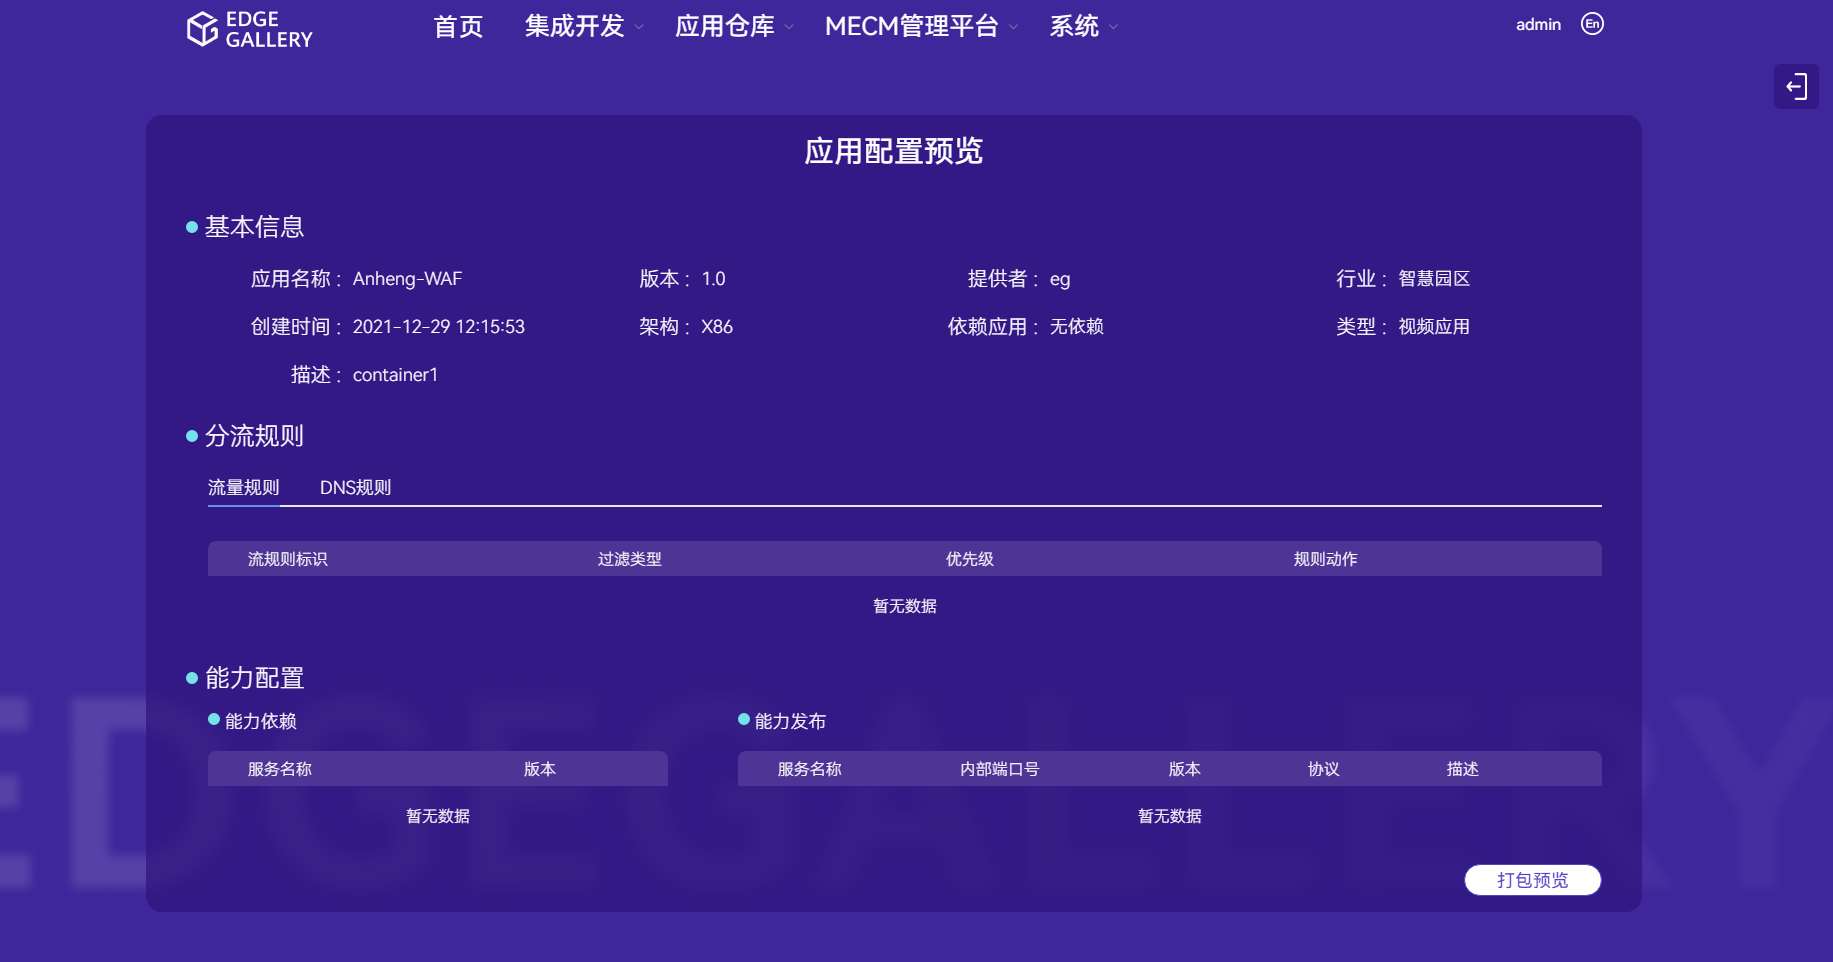 EDGE GALLERY
首页 集成开发 应用仓库 MECM管理平台 系统 admin En
应用配置预览
基本信息
应用名称： Anheng-WAF 版本： 1.0 提供者： eg 行业： 智慧园区
创建时间： 2021-12-29 12:15:53 架构： X86 依赖应用： 无依赖 类型： 视频应用
描述： container1
分流规则
流量规则 DNS规则
流规则标识 过滤类型 优先级 规则动作
暂无数据
能力配置
能力依赖 能力发布
服务名称 版本 服务名称 内部端口号 版本 协议 描述
暂无数据 暂无数据
打包预览
EDGEGALLERY